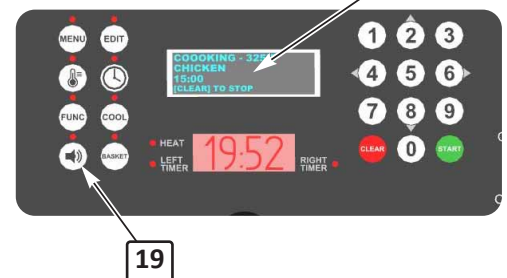 MENU EDIT
COOOKING - 325°F
CHICKEN
15:00
[CLEAR] TO STOP
FUNC COOL
BASKET
HEAT
LEFT TIMER
19:52
RIGHT TIMER
1 2 3
4 5 6
7 8 9
CLEAR 0 START
19